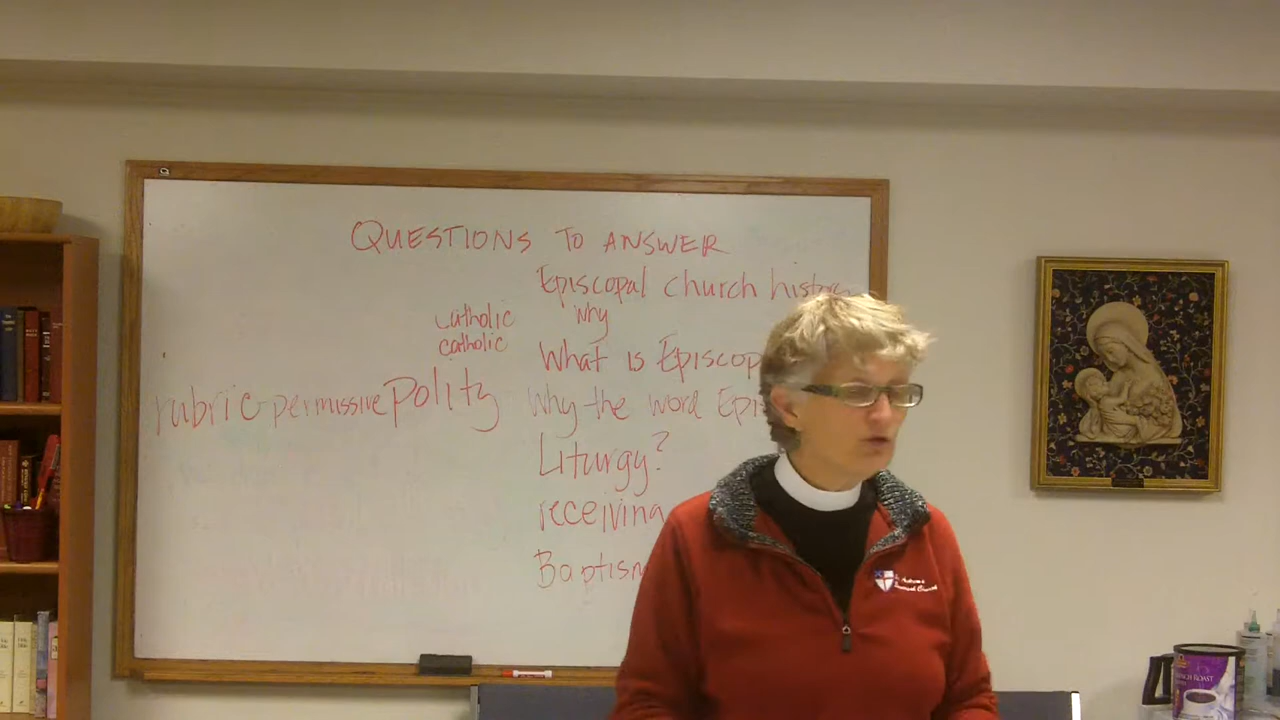 QUESTIONS TO ANSWER
Episcopal church history
why
catholic
catholic
What is Episcop
rubric-permissive polity
why the word Epi
Liturgy?
receiving
Baptism
ROAST